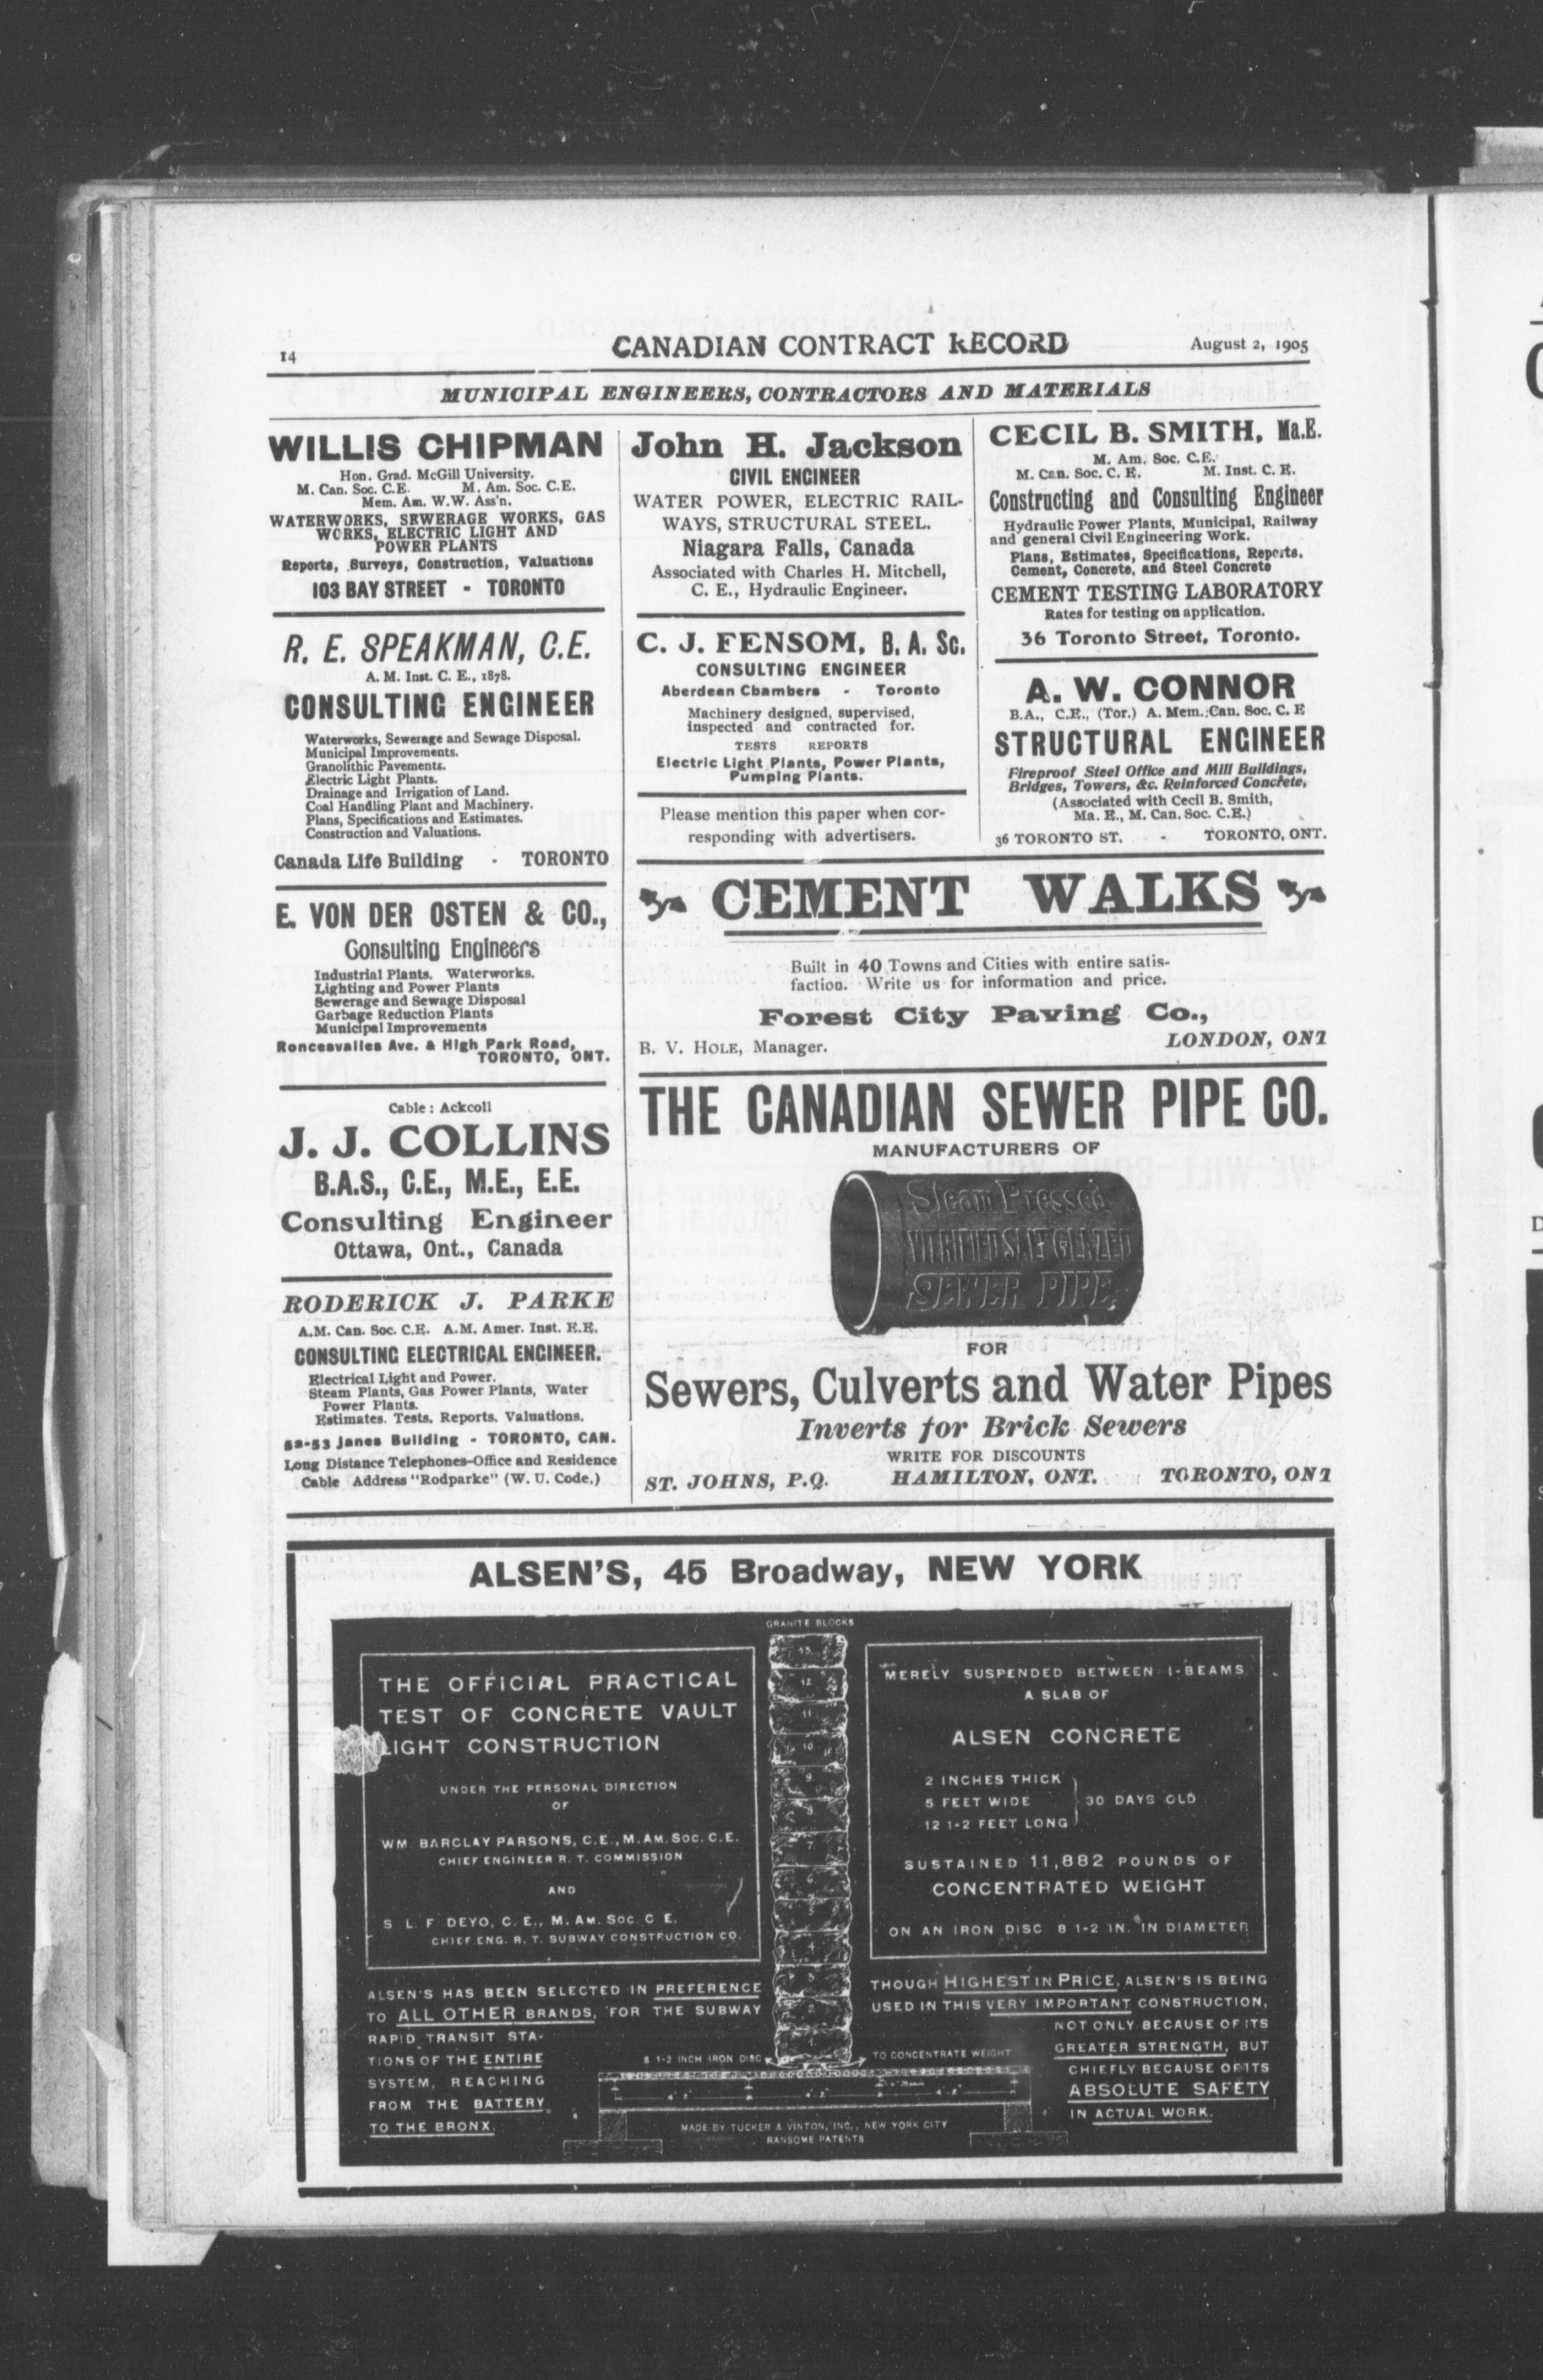 14
CANADIAN CONTRACT RECORD
August 2, 1905
MUNICIPAL ENGINEERS, CONTRACTORS AND MATERIALS
WILLIS CHIPMAN
Hon. Grad. McGill University.
M. Can. Soc. C.E. M. Am. Soc. C.E.
Mem. Am. W.W. Ass'n.
WATERWORKS, SEWERAGE WORKS, GAS
WORKS, ELECTRIC LIGHT AND
POWER PLANTS
Reports, Surveys, Construction, Valuations
103 BAY STREET - TORONTO
R. E. SPEAKMAN, C.E.
A. M. Inst. C. E., 1878.
CONSULTING ENGINEER
Waterworks, Sewerage and Sewage Disposal.
Municipal Improvements.
Granolithic Pavements.
Electric Light Plants.
Drainage and Irrigation of Land.
Coal Handling Plant and Machinery.
Plans, Specifications and Estimates.
Construction and Valuations.
Canada Life Building - TORONTO
E. VON DER OSTEN & CO.,
Consulting Engineers
Industrial Plants. Waterworks.
Lighting and Power Plants
Sewerage and Sewage Disposal
Garbage Reduction Plants
Municipal Improvements
Roncesvalles Ave. & High Park Road,
TORONTO, ONT.
Cable : Ackcoll
J. J. COLLINS
B.A.S., C.E., M.E., E.E.
Consulting Engineer
Ottawa, Ont., Canada
RODERICK J. PARKE
A.M. Can. Soc. C.E. A.M. Amer. Inst. E.E.
CONSULTING ELECTRICAL ENGINEER.
Electrical Light and Power.
Steam Plants, Gas Power Plants, Water
Power Plants.
Estimates. Tests. Reports. Valuations.
52-53 Janes Building - TORONTO, CAN.
Long Distance Telephones-Office and Residence
Cable Address "Rodparke" (W. U. Code.)
John H. Jackson
CIVIL ENGINEER
WATER POWER, ELECTRIC RAIL-
WAYS, STRUCTURAL STEEL.
Niagara Falls, Canada
Associated with Charles H. Mitchell,
C. E., Hydraulic Engineer.
C. J. FENSOM, B. A. Sc.
CONSULTING ENGINEER
Aberdeen Chambers - Toronto
Machinery designed, supervised,
inspected and contracted for.
TESTS REPORTS
Electric Light Plants, Power Plants,
Pumping Plants.
Please mention this paper when cor-
responding with advertisers.
CECIL B. SMITH, Ma.E.
M. Am. Soc. C.E.
M. Can. Soc. C. E. M. Inst. C. E.
Constructing and Consulting Engineer
Hydraulic Power Plants, Municipal, Railway
and general Civil Engineering Work.
Plans, Estimates, Specifications, Reports.
Cement, Concrete, and Steel Concrete
CEMENT TESTING LABORATORY
Rates for testing on application.
36 Toronto Street, Toronto.
A. W. CONNOR
B.A., C.E., (Tor.) A. Mem. Can. Soc. C. E
STRUCTURAL ENGINEER
Fireproof Steel Office and Mill Buildings,
Bridges, Towers, &c. Reinforced Concrete,
(Associated with Cecil B. Smith,
Ma. E., M. Can. Soc. C.E.)
36 TORONTO ST. - TORONTO, ONT.
CEMENT WALKS
Built in 40 Towns and Cities with entire satis-
faction. Write us for information and price.
Forest City Paving Co.,
B. V. HOLE, Manager. LONDON, ONT
THE CANADIAN SEWER PIPE CO.
MANUFACTURERS OF
Steam Pressed
VITRIFIED SALT GLAZED
SEWER PIPE
FOR
Sewers, Culverts and Water Pipes
Inverts for Brick Sewers
WRITE FOR DISCOUNTS
ST. JOHNS, P.Q. HAMILTON, ONT. TORONTO, ONT
ALSEN'S, 45 Broadway, NEW YORK
GRANITE BLOCKS
THE OFFICIAL PRACTICAL
TEST OF CONCRETE VAULT
LIGHT CONSTRUCTION
UNDER THE PERSONAL DIRECTION
OF
WM BARCLAY PARSONS, C.E., M. AM. SOC. C.E.
CHIEF ENGINEER R. T. COMMISSION
AND
S. L. F. DEYO, C. E., M. AM. SOC. C E.
CHIEF ENG. R. T. SUBWAY CONSTRUCTION CO.
ALSEN'S HAS BEEN SELECTED IN PREFERENCE
TO ALL OTHER BRANDS, FOR THE SUBWAY
RAPID TRANSIT STA-
TIONS OF THE ENTIRE
SYSTEM, REACHING
FROM THE BATTERY
TO THE BRONX.
13
12
11
10
9
8
7
6
5
4
3
2
1
MERELY SUSPENDED BETWEEN I-BEAMS
A SLAB OF
ALSEN CONCRETE
2 INCHES THICK
5 FEET WIDE
12 1-2 FEET LONG
30 DAYS OLD
SUSTAINED 11,882 POUNDS OF
CONCENTRATED WEIGHT
ON AN IRON DISC 8 1-2 IN. IN DIAMETER
THOUGH HIGHEST IN PRICE, ALSEN'S IS BEING
USED IN THIS VERY IMPORTANT CONSTRUCTION,
NOT ONLY BECAUSE OF ITS
GREATER STRENGTH, BUT
CHIEFLY BECAUSE OF ITS
ABSOLUTE SAFETY
IN ACTUAL WORK.
8 1-2 INCH IRON DISC
TO CONCENTRATE WEIGHT
MADE BY TUCKER & VINTON, INC., NEW YORK CITY
RANSOME PATENTS